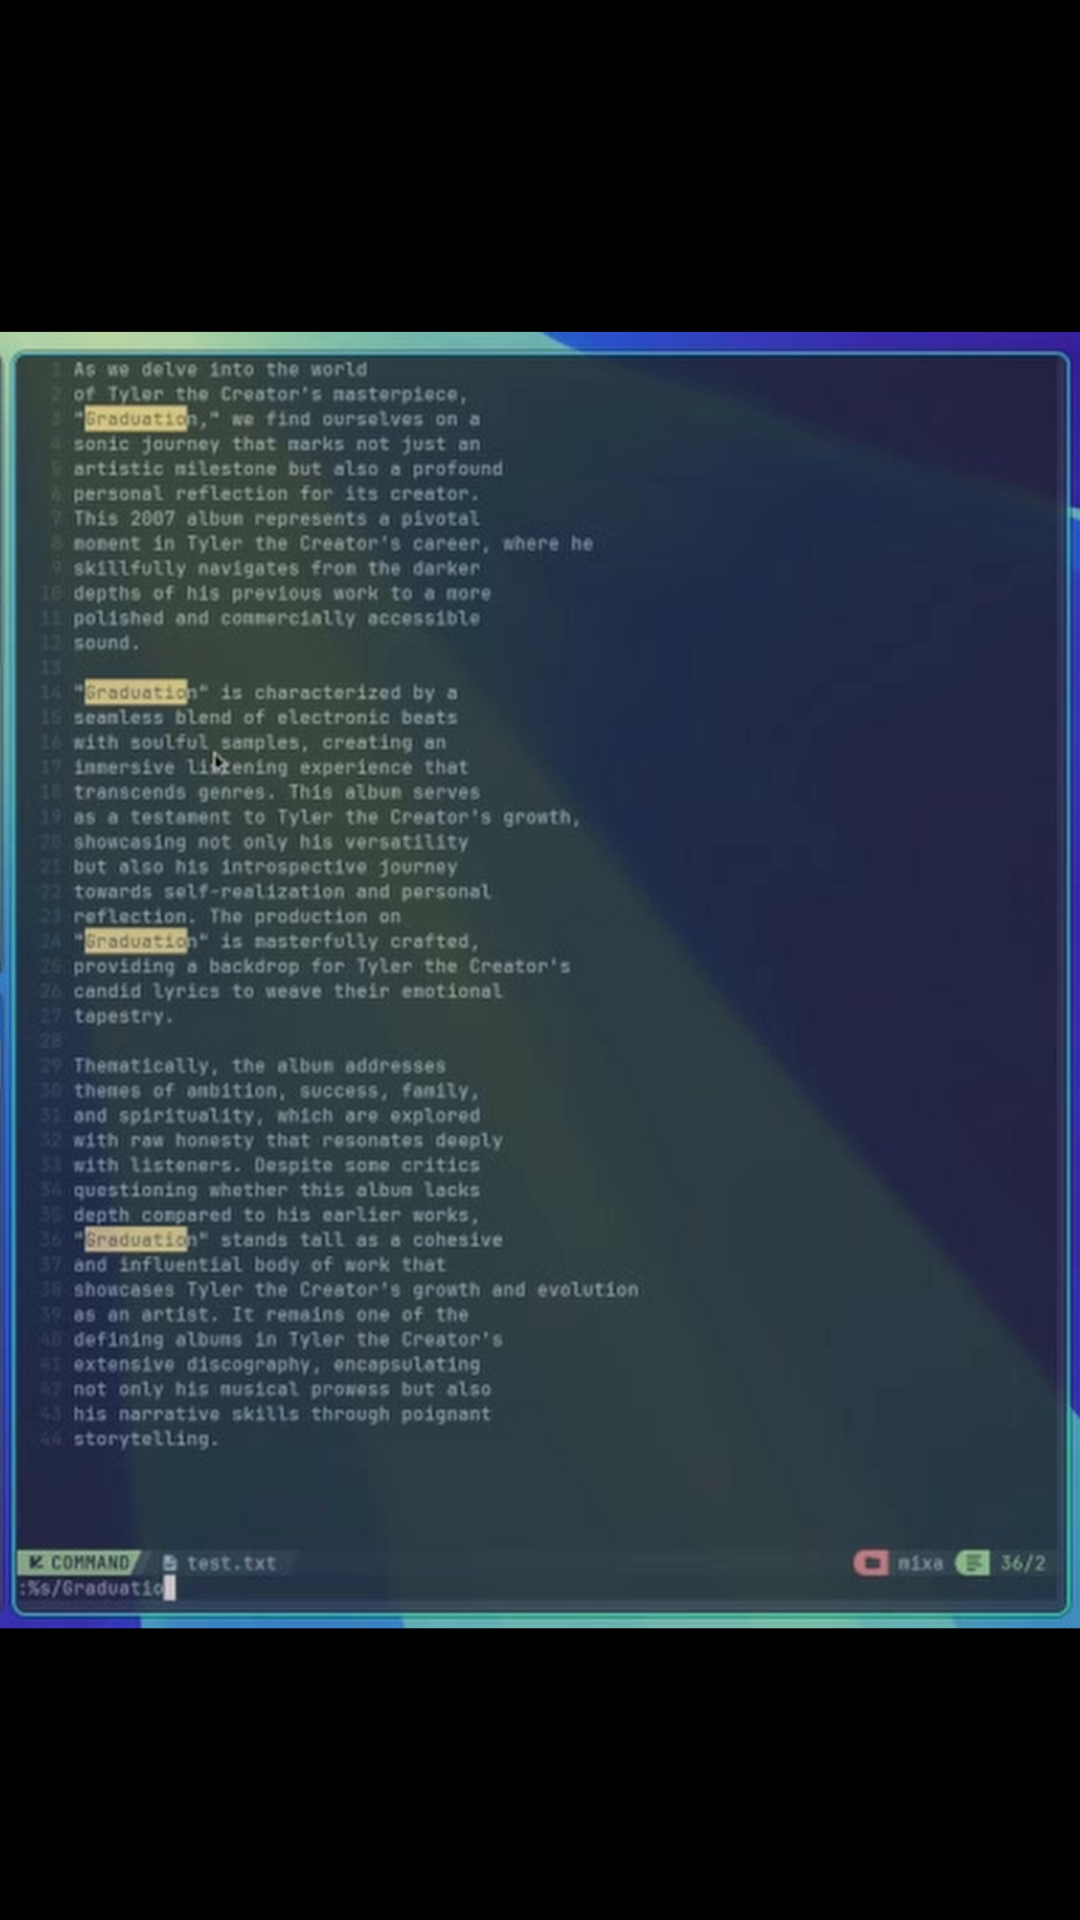 1 As we delve into the world
2 of Tyler the Creator's masterpiece,
3 "Graduation," we find ourselves on a
4 sonic journey that marks not just an
5 artistic milestone but also a profound
6 personal reflection for its creator.
7 This 2007 album represents a pivotal
8 moment in Tyler the Creator's career, where he
9 skillfully navigates from the darker
10 depths of his previous work to a more
11 polished and commercially accessible
12 sound.
13
14 "Graduation" is characterized by a
15 seamless blend of electronic beats
16 with soulful samples, creating an
17 immersive listening experience that
18 transcends genres. This album serves
19 as a testament to Tyler the Creator's growth,
20 showcasing not only his versatility
21 but also his introspective journey
22 towards self-realization and personal
23 reflection. The production on
24 "Graduation" is masterfully crafted,
25 providing a backdrop for Tyler the Creator's
26 candid lyrics to weave their emotional
27 tapestry.
28
29 Thematically, the album addresses
30 themes of ambition, success, family,
31 and spirituality, which are explored
32 with raw honesty that resonates deeply
33 with listeners. Despite some critics
34 questioning whether this album lacks
35 depth compared to his earlier works,
36 "Graduation" stands tall as a cohesive
37 and influential body of work that
38 showcases Tyler the Creator's growth and evolution
39 as an artist. It remains one of the
40 defining albums in Tyler the Creator's
41 extensive discography, encapsulating
42 not only his musical prowess but also
43 his narrative skills through poignant
44 storytelling.
COMMAND test.txt mixa 36/2
:%s/Graduatio